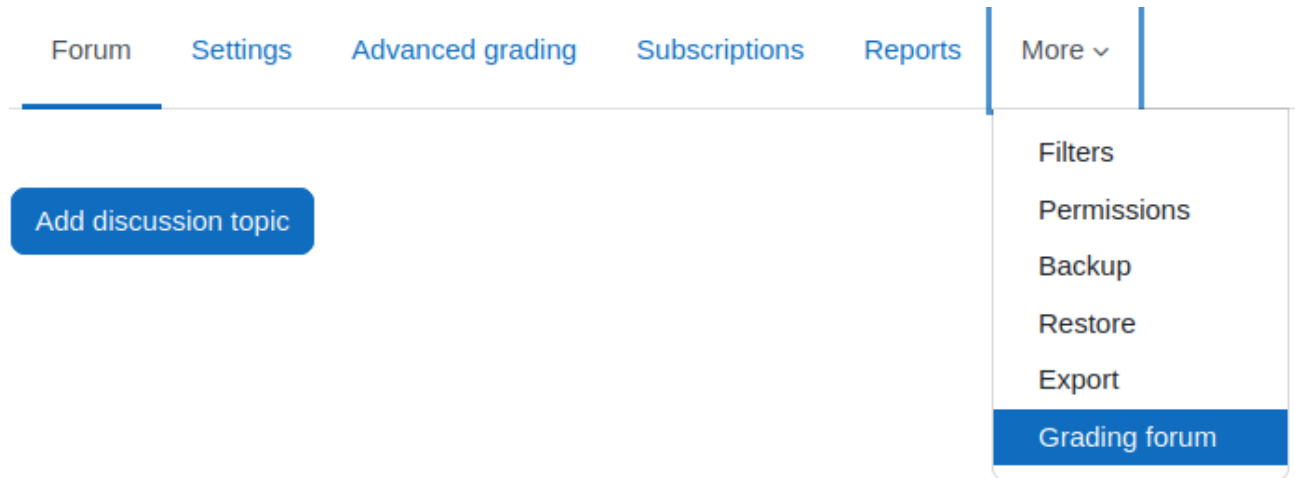 Forum Settings Advanced grading Subscriptions Reports More
Filters
Permissions
Add discussion topic
Backup
Restore
Export
Grading forum